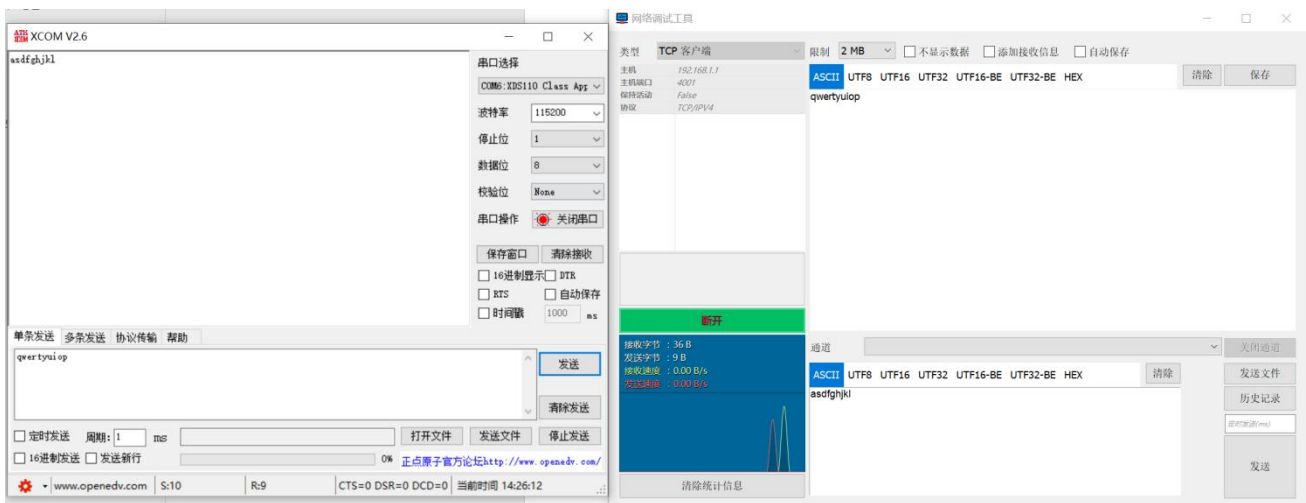 XCOM V2.6
asdfghjkl
串口选择
COM6:XDS110 Class App
波特率 115200
停止位 1
数据位 8
校验位 None
串口操作 关闭串口
保存窗口 清除接收
16进制显示 DTR
RTS 自动保存
时间戳 1000 ms
单条发送 多条发送 协议传输 帮助
qwertyuiop
发送
清除发送
定时发送 周期: 1 ms 打开文件 发送文件 停止发送
16进制发送 发送新行 0% 正点原子官方论坛http://www.openedv.com/
www.openedv.com S:10 R:9 CTS=0 DSR=0 DCD=0 当前时间 14:26:12
网络调试工具
类型 TCP 客户端 限制 2 MB 不显示数据 添加接收信息 自动保存
主机 192.168.1.1
主机端口 4001
保持活动 False
协议 TCP/IPV4
ASCII UTF8 UTF16 UTF32 UTF16-BE UTF32-BE HEX 清除 保存
qwertyuiop
断开
接收字节 : 36 B
发送字节 : 9 B
接收速度 : 0.00 B/s
发送速度 : 0.00 B/s
清除统计信息
通道 关闭通道
ASCII UTF8 UTF16 UTF32 UTF16-BE UTF32-BE HEX 清除 发送文件
asdfghjkl
历史记录
定时发送(ms)
发送